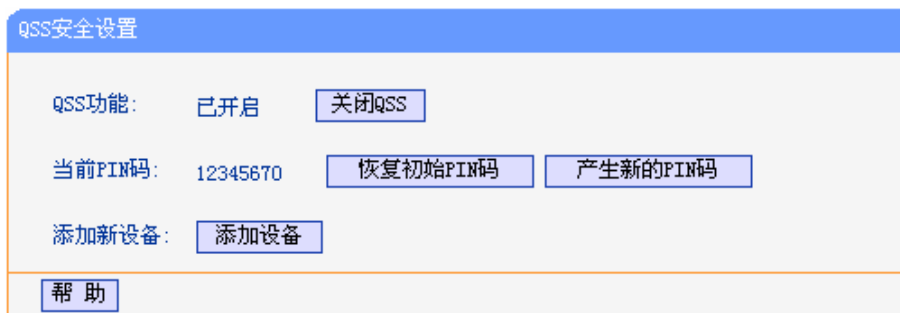 QSS安全设置
QSS功能: 已开启 关闭QSS
当前PIN码: 12345670 恢复初始PIN码 产生新的PIN码
添加新设备: 添加设备
帮 助